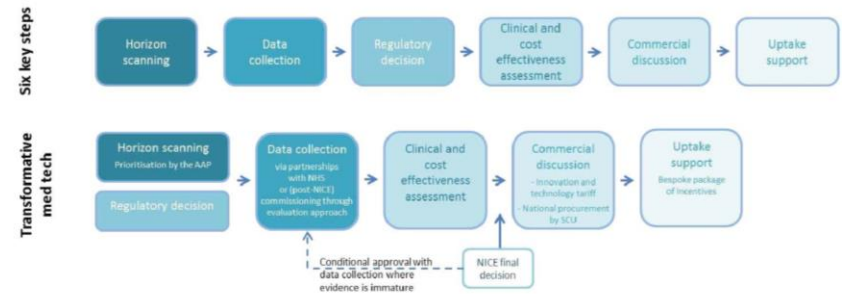 Six key steps
Horizon
scanning
Data
collection
Regulatory
decision
Clinical and
cost
effectiveness
assessment
Commercial
discussion
Uptake
support
Transformative
med tech
Horizon scanning
Prioritisation by the AAP
Regulatory decision
Data collection
via partnerships
with NHS
or (post-NICE)
commissioning through
evaluation approach
Clinical and
cost
effectiveness
assessment
Commercial
discussion
- Innovation and
technology tariff
- National procurement
by SCU
Uptake
support
Bespoke package
of incentives
Conditional approval with
data collection where
evidence is immature
NICE final
decision